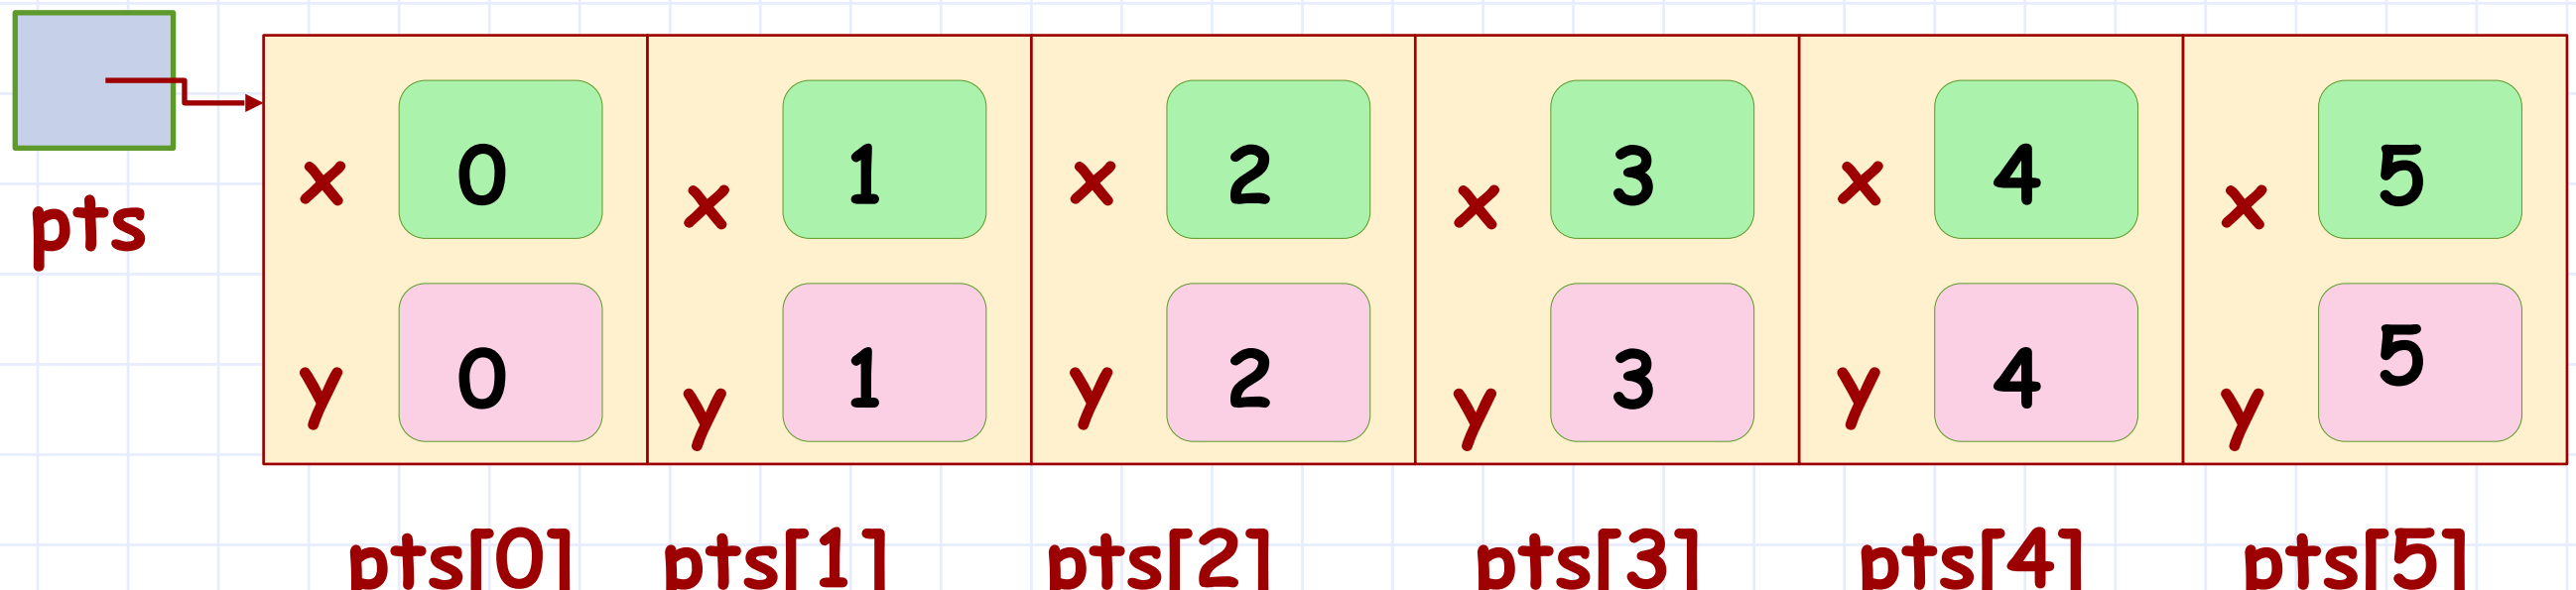 x 0 x 1 x 2 x 3 x 4 x 5
pts
y 0 y 1 y 2 y 3 y 4 y 5
pts[0] pts[1] pts[2] pts[3] pts[4] pts[5]